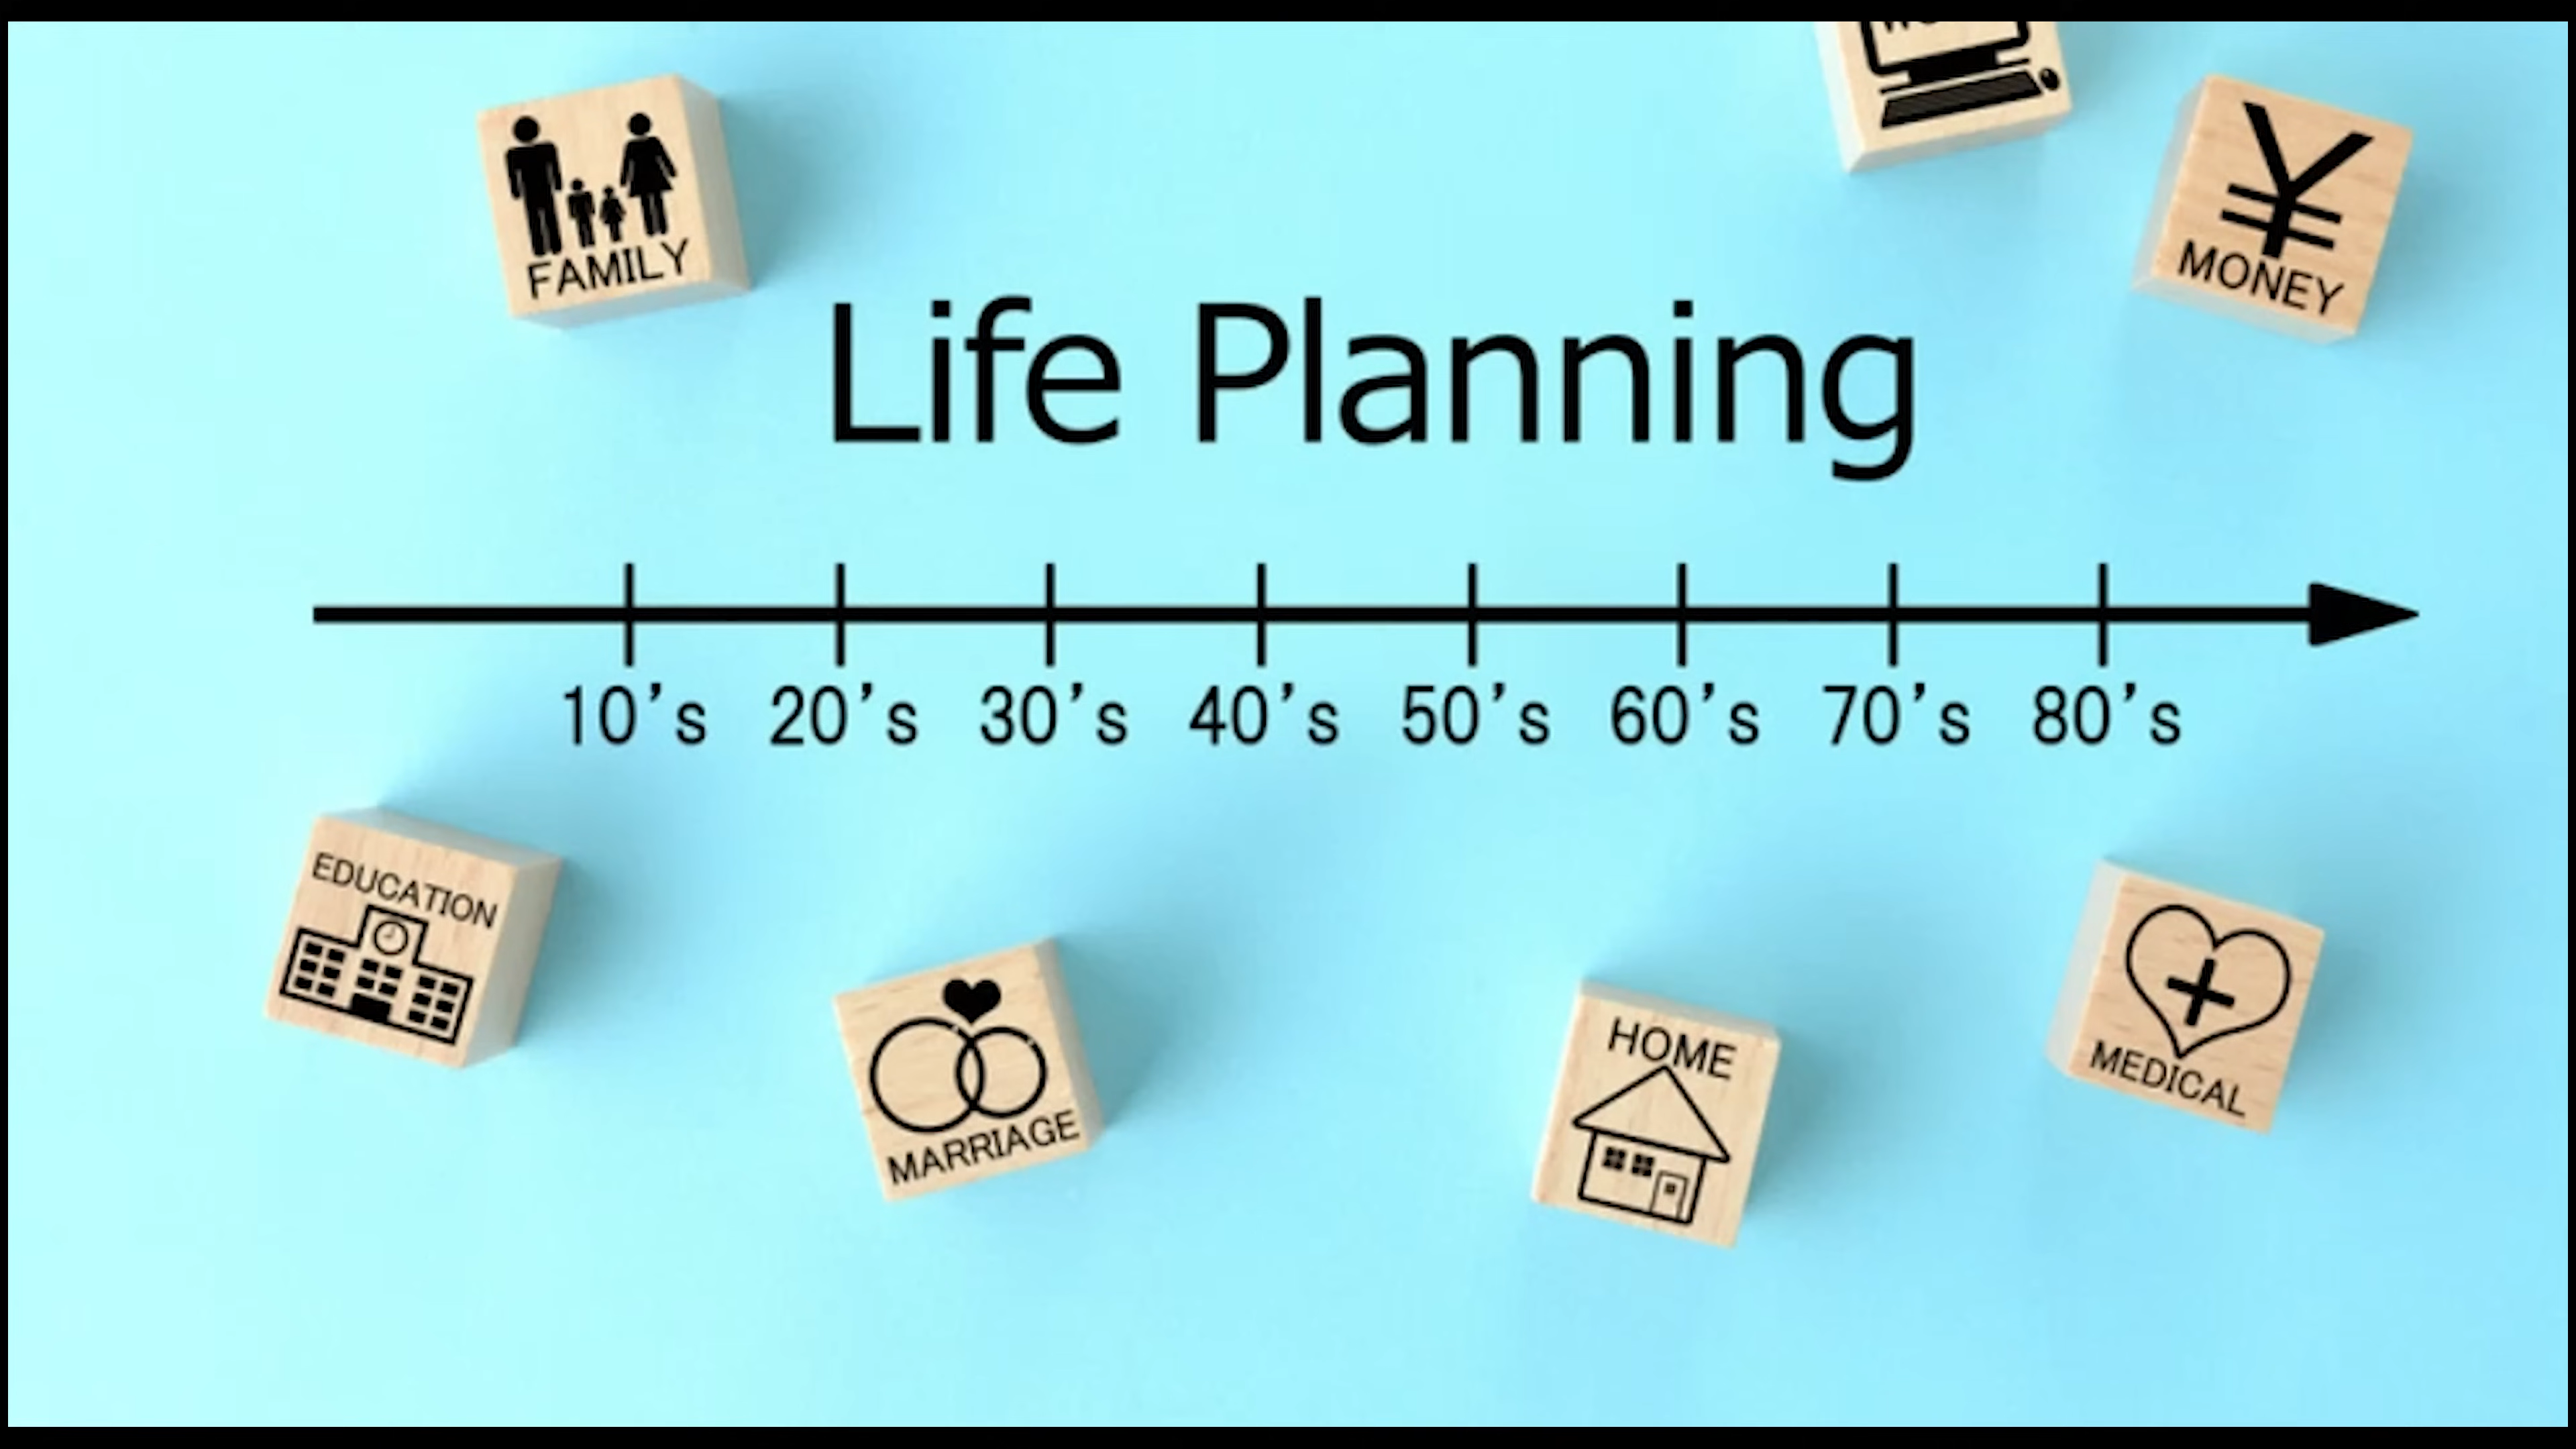 FAMILY
¥
MONEY
Life Planning
10's 20's 30's 40's 50's 60's 70's 80's
EDUCATION
MARRIAGE
HOME
MEDICAL